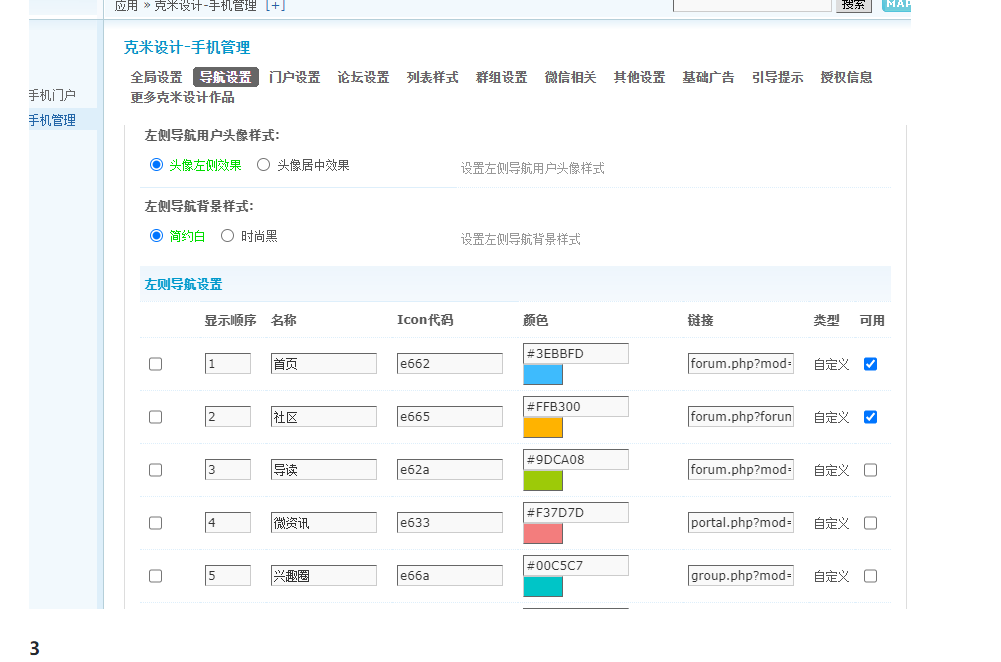 应用 » 克米设计-手机管理 [+]
搜索
MAP
克米设计-手机管理
全局设置 导航设置 门户设置 论坛设置 列表样式 群组设置 微信相关 其他设置 基础广告 引导提示 授权信息
更多克米设计作品
手机门户
手机管理
左侧导航用户头像样式:
头像左侧效果 头像居中效果 设置左侧导航用户头像样式
左侧导航背景样式:
简约白 时尚黑 设置左侧导航背景样式
左则导航设置
显示顺序 名称 Icon代码 颜色 链接 类型 可用
1 首页 e662 #3EBBFD forum.php?mod= 自定义
2 社区 e665 #FFB300 forum.php?forun 自定义
3 导读 e62a #9DCA08 forum.php?mod= 自定义
4 微资讯 e633 #F37D7D portal.php?mod= 自定义
5 兴趣圈 e66a #00C5C7 group.php?mod= 自定义
3